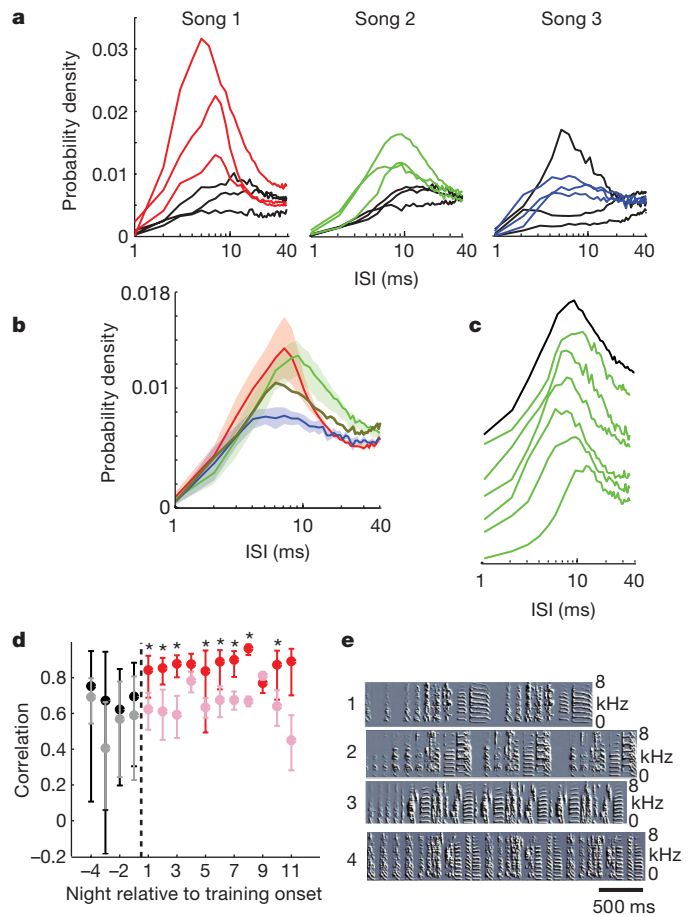 a
Song 1 Song 2 Song 3
Probability density
0.03
0.02
0.01
0
1 10 40 1 10 40 1 10 40
ISI (ms)
b
Probability density
0.018
0.01
0
1 10 40
ISI (ms)
c
1 10 40
ISI (ms)
d
Correlation
0.8
0.6
0.4
0.2
0
−0.2
* * * * * * * *
−4 −2 1 3 5 7 9 11
Night relative to training onset
e
1 8 kHz 0
2 8 kHz 0
3 8 kHz 0
4 8 kHz 0
500 ms